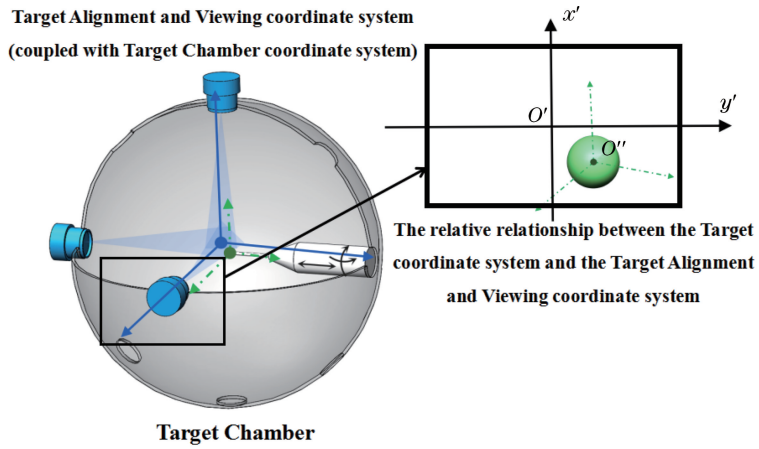 Target Alignment and Viewing coordinate system
(coupled with Target Chamber coordinate system)
x′
y′
O′
O′′
The relative relationship between the Target
coordinate system and the Target Alignment
and Viewing coordinate system
Target Chamber